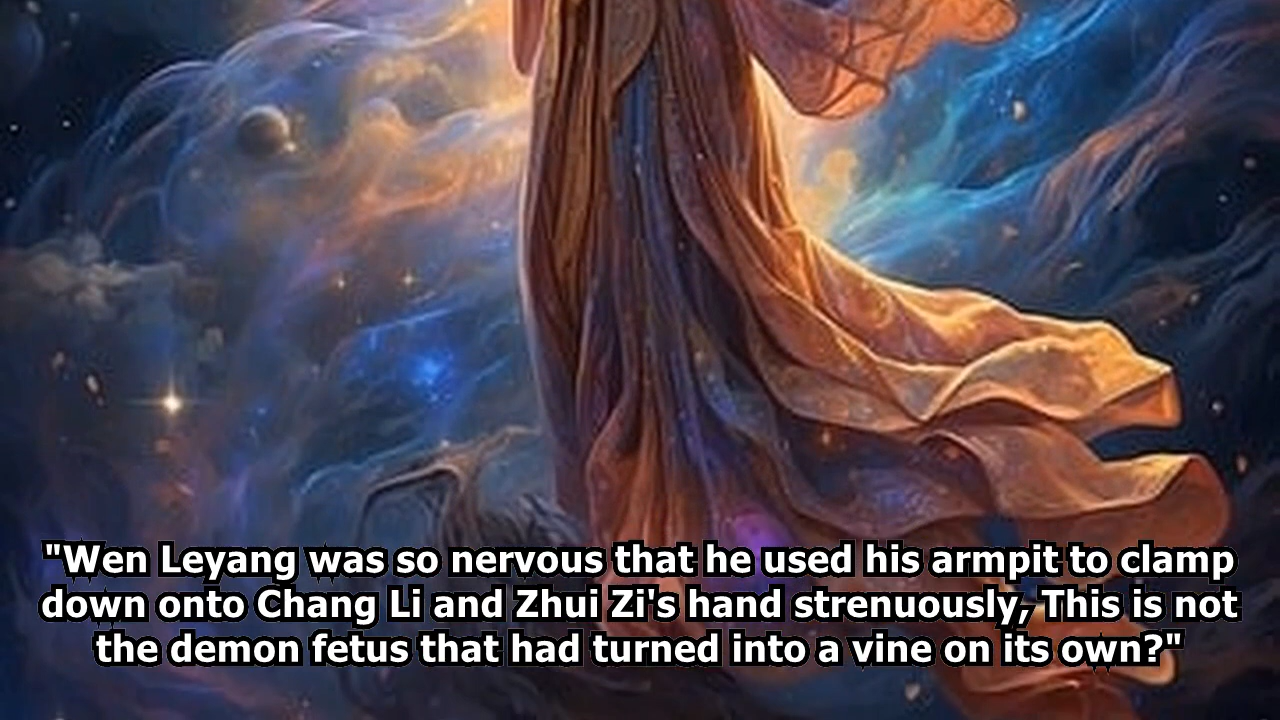 "Wen Leyang was so nervous that he used his armpit to clamp
down onto Chang Li and Zhui Zi's hand strenuously, This is not
the demon fetus that had turned into a vine on its own?"